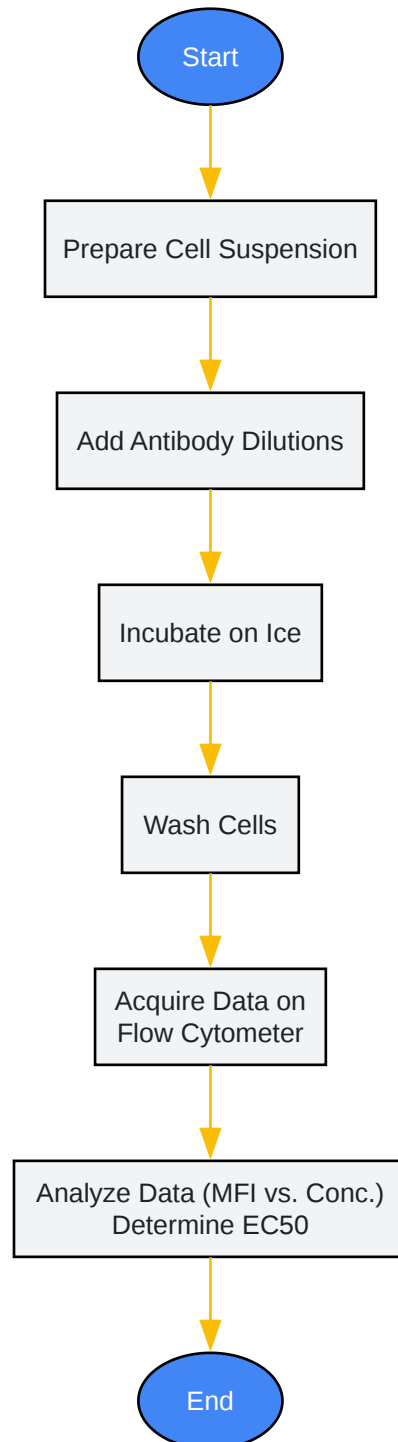 Start
Prepare Cell Suspension
Add Antibody Dilutions
Incubate on Ice
Wash Cells
Acquire Data on
Flow Cytometer
Analyze Data (MFI vs. Conc.)
Determine EC50
End